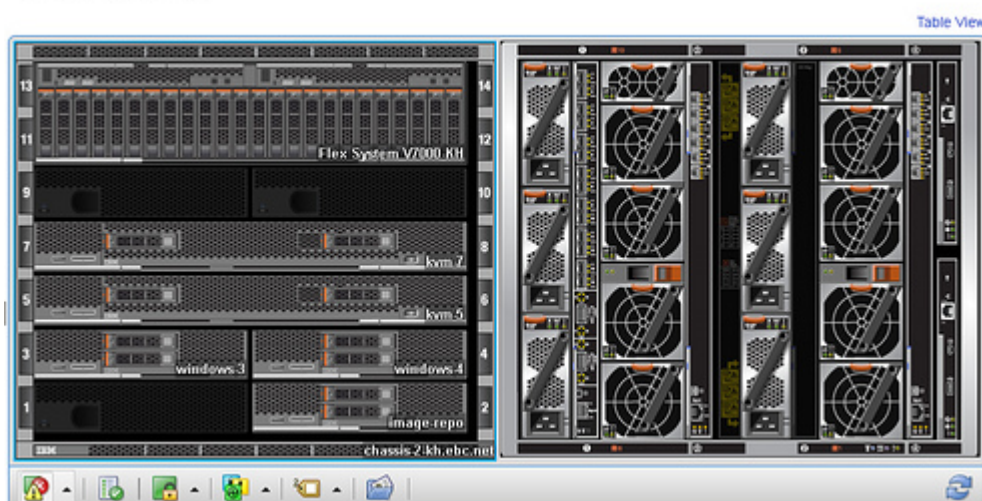 Table View
13
14
11
12
Flex System V7000 KH
9
10
7
8
kvm-7
5
6
kvm-5
3
4
windows-3
windows-4
1
2
image-repo
IBM
chassis-2.kh.ebc.net